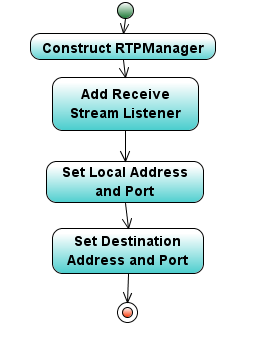 Construct RTPManager
Add Receive
Stream Listener
Set Local Address
and Port
Set Destination
Address and Port